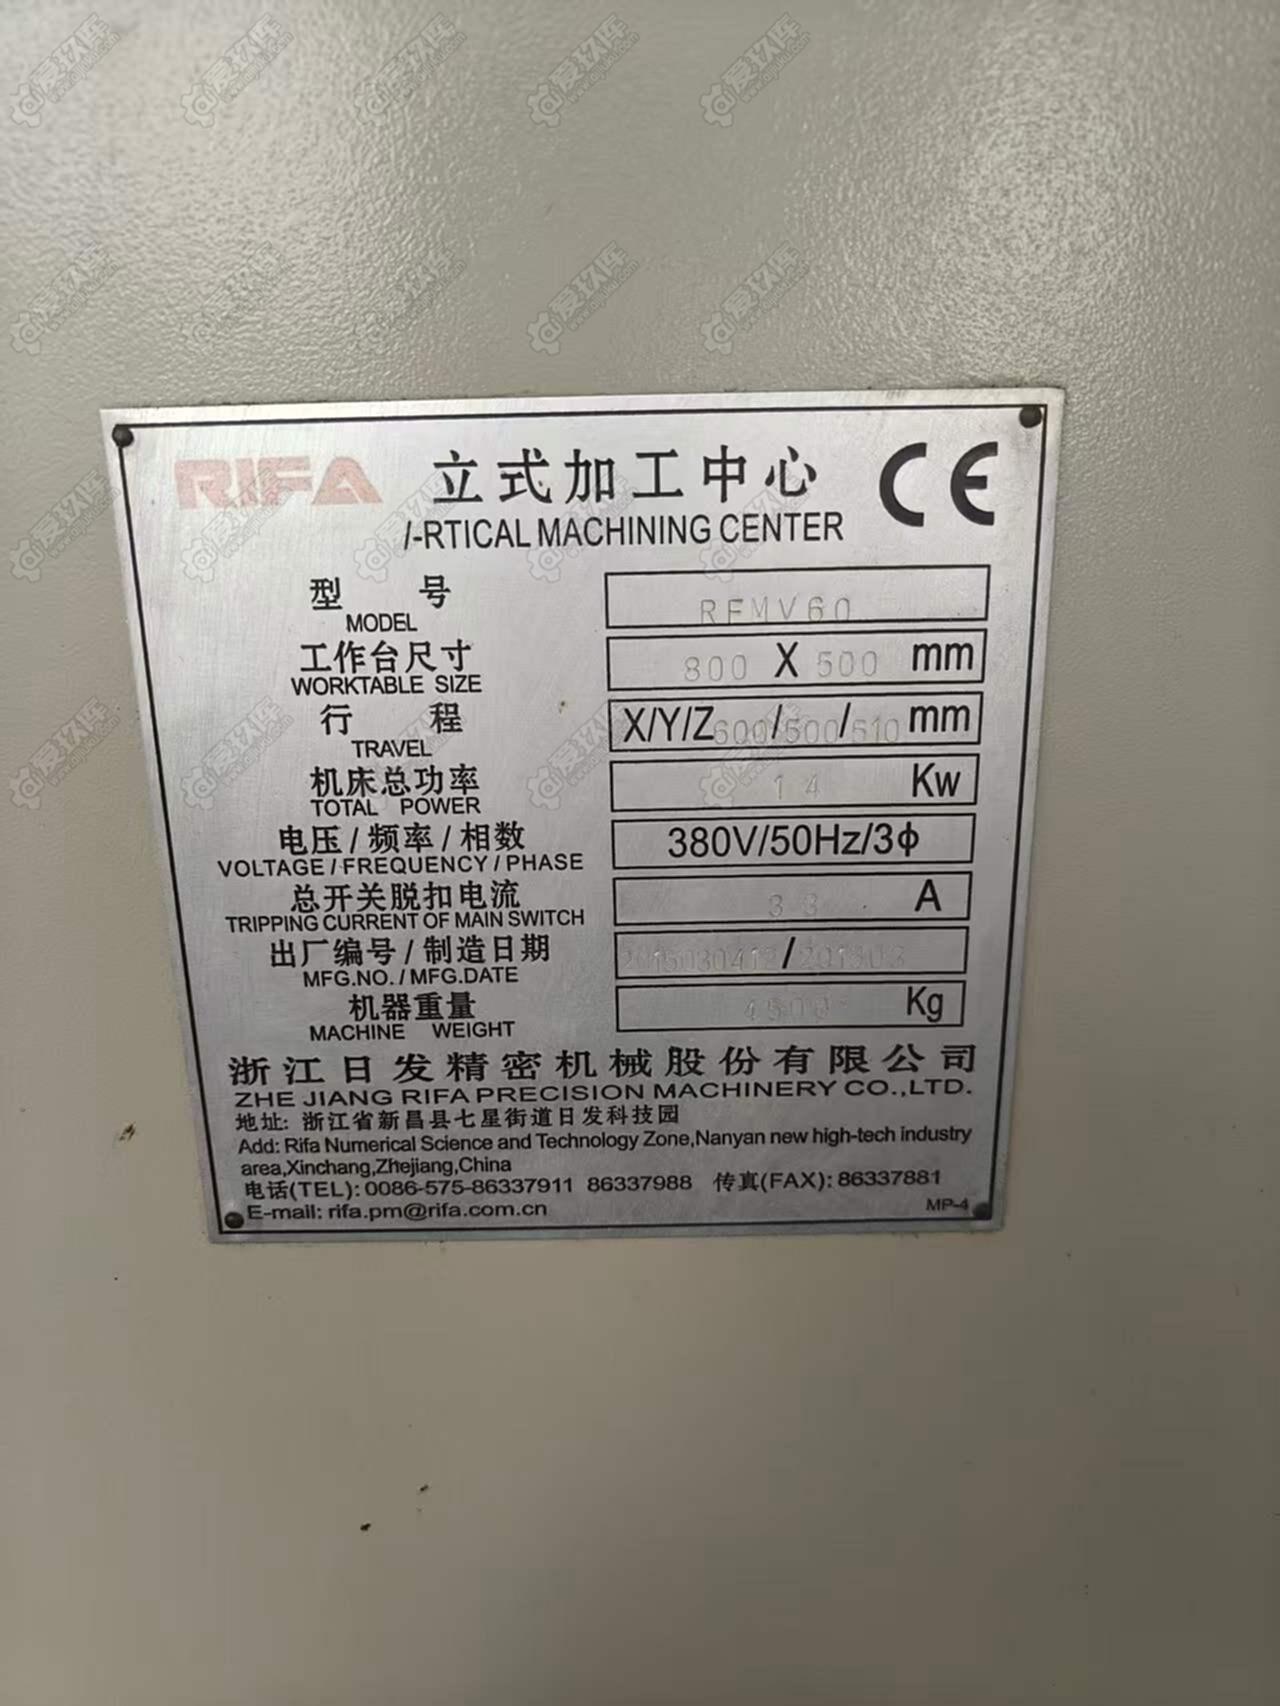 RIFA 立式加工中心 CE
/-RTICAL MACHINING CENTER
型 号 RFMV60
MODEL
工作台尺寸 800 X 500 mm
WORKTABLE SIZE
行 程 X/Y/Z 600/500/510 mm
TRAVEL
机床总功率 14 Kw
TOTAL POWER
电压/频率/相数 380V/50Hz/3ϕ
VOLTAGE/FREQUENCY/PHASE
总开关脱扣电流 33 A
TRIPPING CURRENT OF MAIN SWITCH
出厂编号/制造日期 /
MFG.NO./MFG.DATE
机器重量 4500 Kg
MACHINE WEIGHT
浙江日发精密机械股份有限公司
ZHE JIANG RIFA PRECISION MACHINERY CO.,LTD.
地址: 浙江省新昌县七星街道日发科技园
Add: Rifa Numerical Science and Technology Zone,Nanyan new high-tech industry
area,Xinchang,Zhejiang,China
电话(TEL):0086-575-86337911 86337988 传真(FAX):86337881
E-mail: rifa.pm@rifa.com.cn MP-4